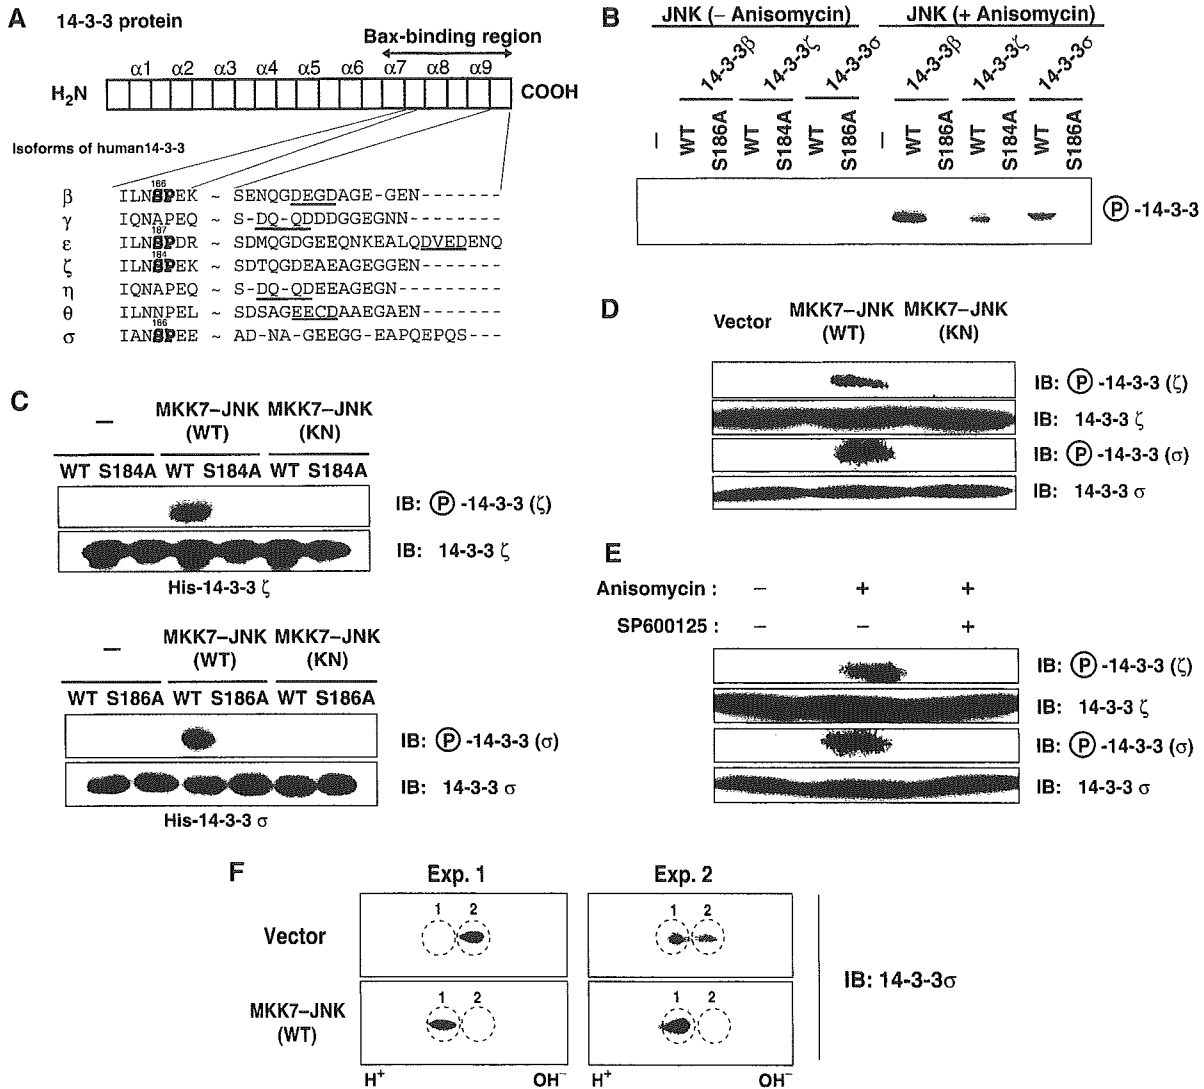 A
14-3-3 protein
Bax-binding region
α1 α2 α3 α4 α5 α6 α7 α8 α9
H2N
COOH
Isoforms of human14-3-3
186
β ILNSPEK ~ SENQGDEGDAGE-GEN--------
γ IQNAPEQ ~ S-DQ-QDDDDGGEGNN--------
187
ε ILNSPDR ~ SDMQGDGEEQNKEALQDVEDENQ
184
ζ ILNSPEK ~ SDTQGDEAEAGEGGEN-------
η IQNAPEQ ~ S-DQ-QDEEAGEGN--------
θ ILNNPEL ~ SDSAGEECDAAEGAEN-------
186
σ IANSPEE ~ AD-NA-GEEGG-EAPQEPQS---
B
JNK (– Anisomycin) JNK (+ Anisomycin)
14-3-3β 14-3-3ζ 14-3-3σ 14-3-3β 14-3-3ζ 14-3-3σ
– WT S186A WT S184A WT S186A – WT S186A WT S184A WT S186A
P -14-3-3
C
– MKK7–JNK (WT) MKK7–JNK (KN)
WT S184A WT S184A WT S184A
IB: P -14-3-3 (ζ)
IB: 14-3-3 ζ
His-14-3-3 ζ
– MKK7–JNK (WT) MKK7–JNK (KN)
WT S186A WT S186A WT S186A
IB: P -14-3-3 (σ)
IB: 14-3-3 σ
His-14-3-3 σ
D
Vector MKK7–JNK (WT) MKK7–JNK (KN)
IB: P -14-3-3 (ζ)
IB: 14-3-3 ζ
IB: P -14-3-3 (σ)
IB: 14-3-3 σ
E
Anisomycin : – + +
SP600125 : – – +
IB: P -14-3-3 (ζ)
IB: 14-3-3 ζ
IB: P -14-3-3 (σ)
IB: 14-3-3 σ
F
Exp. 1 Exp. 2
Vector
1 2 1 2
MKK7–JNK (WT)
1 2 1 2
H+ OH– H+ OH–
IB: 14-3-3σ